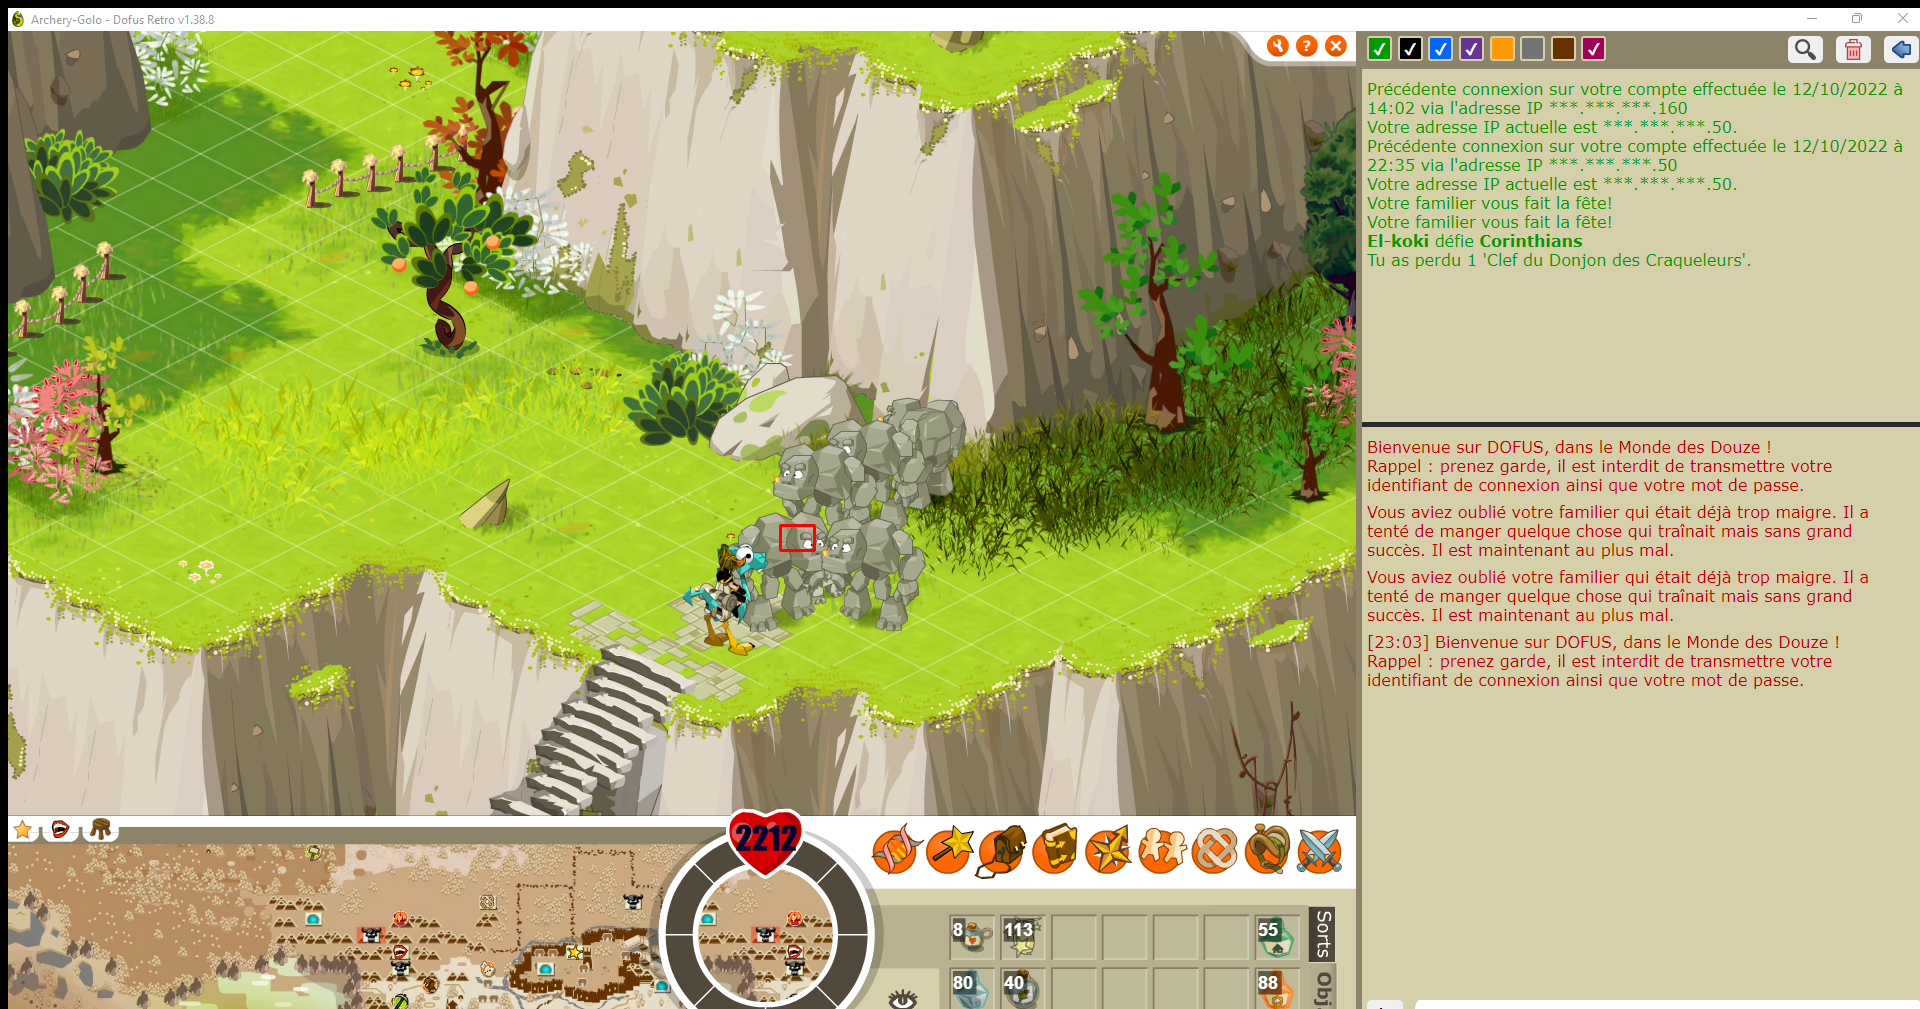 Archery-Golo - Dofus Retro v1.38.8
Précédente connexion sur votre compte effectuée le 12/10/2022 à
14:02 via l'adresse IP ***.***.***.160
Votre adresse IP actuelle est ***.***.***.50.
Précédente connexion sur votre compte effectuée le 12/10/2022 à
22:35 via l'adresse IP ***.***.***.50
Votre adresse IP actuelle est ***.***.***.50.
Votre familier vous fait la fête!
Votre familier vous fait la fête!
El-koki défie Corinthians
Tu as perdu 1 'Clef du Donjon des Craqueleurs'.
Bienvenue sur DOFUS, dans le Monde des Douze !
Rappel : prenez garde, il est interdit de transmettre votre
identifiant de connexion ainsi que votre mot de passe.
Vous aviez oublié votre familier qui était déjà trop maigre. Il a
tenté de manger quelque chose qui traînait mais sans grand
succès. Il est maintenant au plus mal.
Vous aviez oublié votre familier qui était déjà trop maigre. Il a
tenté de manger quelque chose qui traînait mais sans grand
succès. Il est maintenant au plus mal.
[23:03] Bienvenue sur DOFUS, dans le Monde des Douze !
Rappel : prenez garde, il est interdit de transmettre votre
identifiant de connexion ainsi que votre mot de passe.
2212
8 113 55
Sorts
80 40 88
Obj